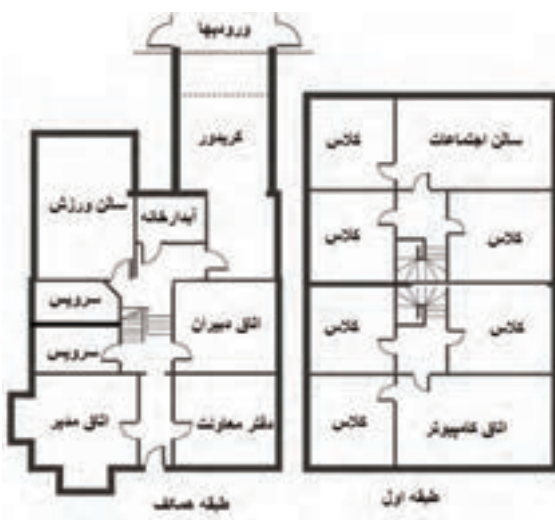 ورودیها
کریدور
سالن ورزش
آبدارخانه
سرویس
اتاق دبیران
سرویس
اتاق مدیر
دفتر معاونت
طبقه همکف
کلاس
سالن اجتماعات
کلاس
کلاس
کلاس
کلاس
کلاس
اتاق کامپیوتر
طبقه اول